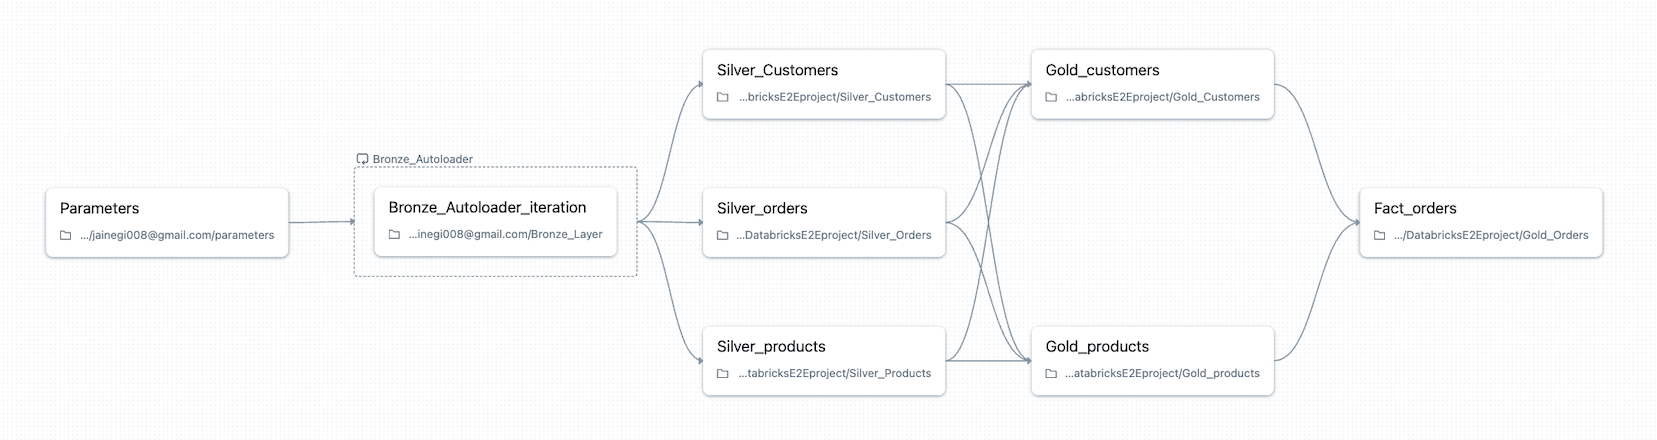 Parameters
.../jainegi008@gmail.com/parameters
Bronze_Autoloader
Bronze_Autoloader_iteration
...inegi008@gmail.com/Bronze_Layer
Silver_Customers
...bricksE2Eproject/Silver_Customers
Silver_orders
...DatabricksE2Eproject/Silver_Orders
Silver_products
...tabricksE2Eproject/Silver_Products
Gold_customers
...abricksE2Eproject/Gold_Customers
Gold_products
...atabricksE2Eproject/Gold_products
Fact_orders
.../DatabricksE2Eproject/Gold_Orders